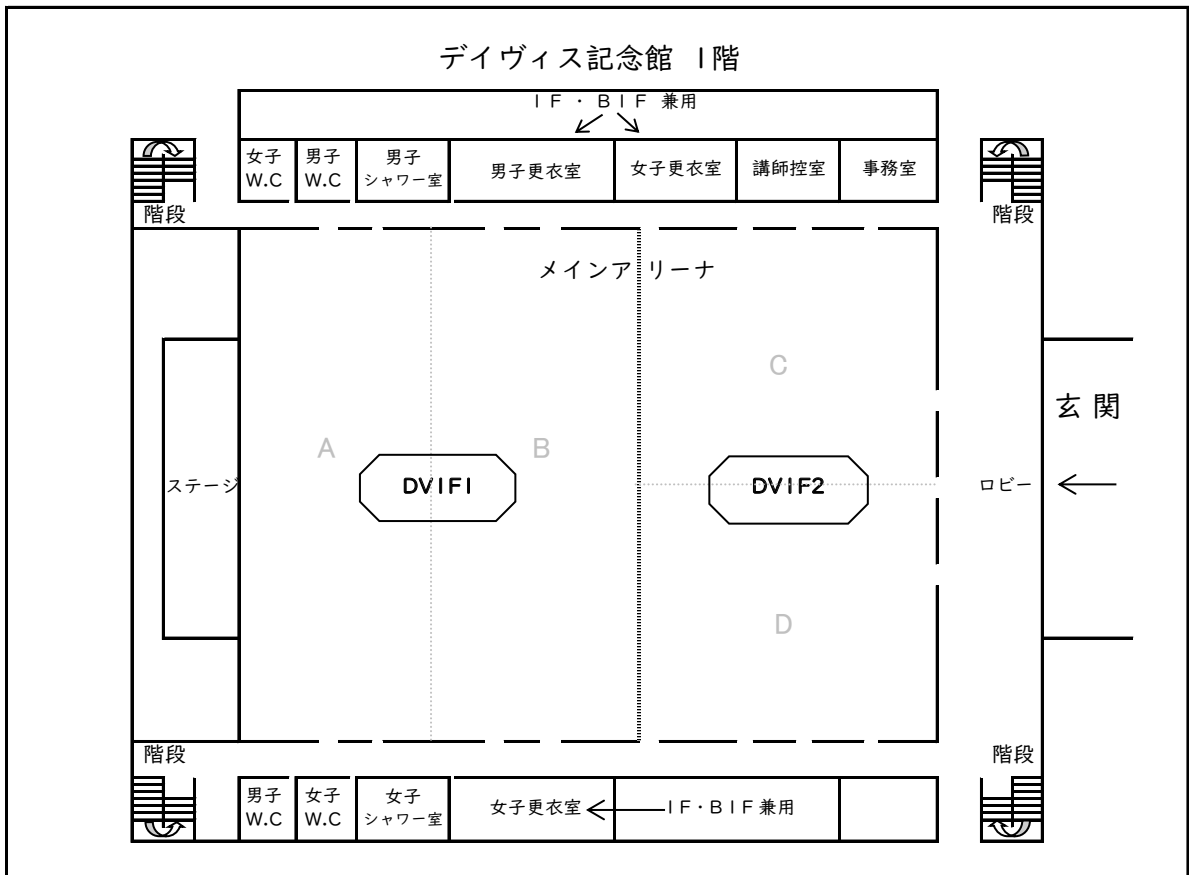 デイヴィス記念館 1階
1F・B1F 兼用
女子
W.C
男子
W.C
男子
シャワー室
男子更衣室
女子更衣室
講師控室
事務室
階段
階段
メインアリーナ
C
玄関
A
B
ステージ
DV1F1
DV1F2
ロビー
D
階段
階段
男子
W.C
女子
W.C
女子
シャワー室
女子更衣室
1F・B1F兼用